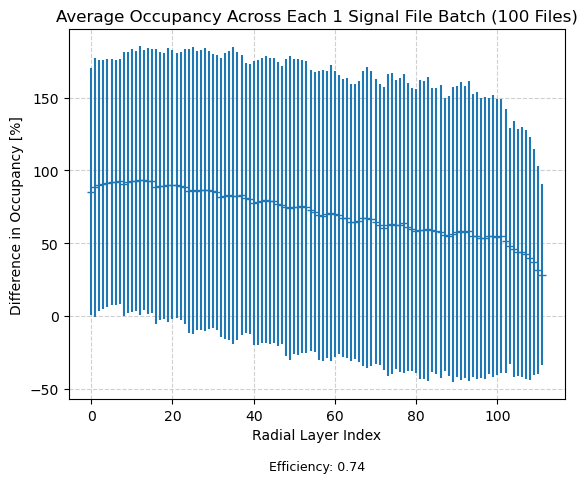 Average Occupancy Across Each 1 Signal File Batch (100 Files)
Difference in Occupancy [%]
150
100
50
0
−50
0 20 40 60 80 100
Radial Layer Index
Efficiency: 0.74